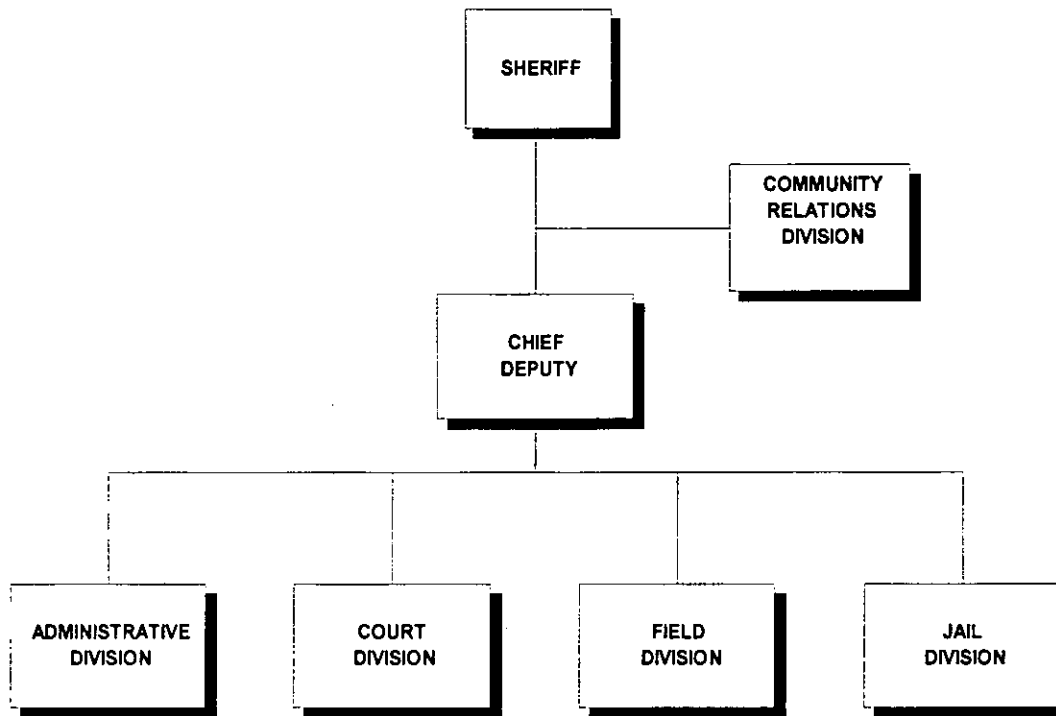 SHERIFF
COMMUNITY
RELATIONS
DIVISION
CHIEF
DEPUTY
ADMINISTRATIVE
DIVISION
COURT
DIVISION
FIELD
DIVISION
JAIL
DIVISION